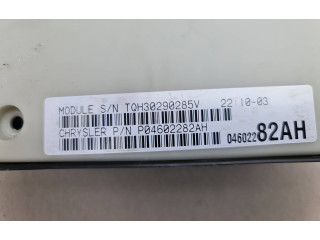 MODULE S/N TQH30290285V 22 10-03
CHRYSLER P/N P04602282AH
04602282AH